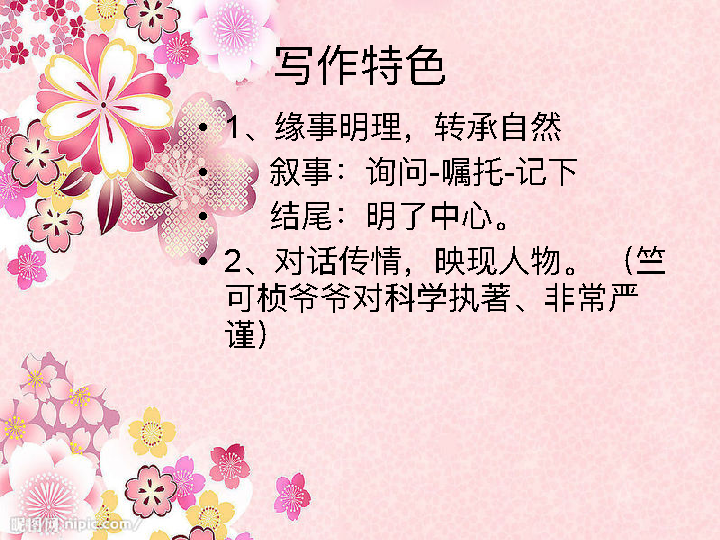 写作特色
• 1、缘事明理，转承自然
• 叙事：询问-嘱托-记下
• 结尾：明了中心。
• 2、对话传情，映现人物。（竺
可桢爷爷对科学执著、非常严
谨）
昵图网 nipic.com/